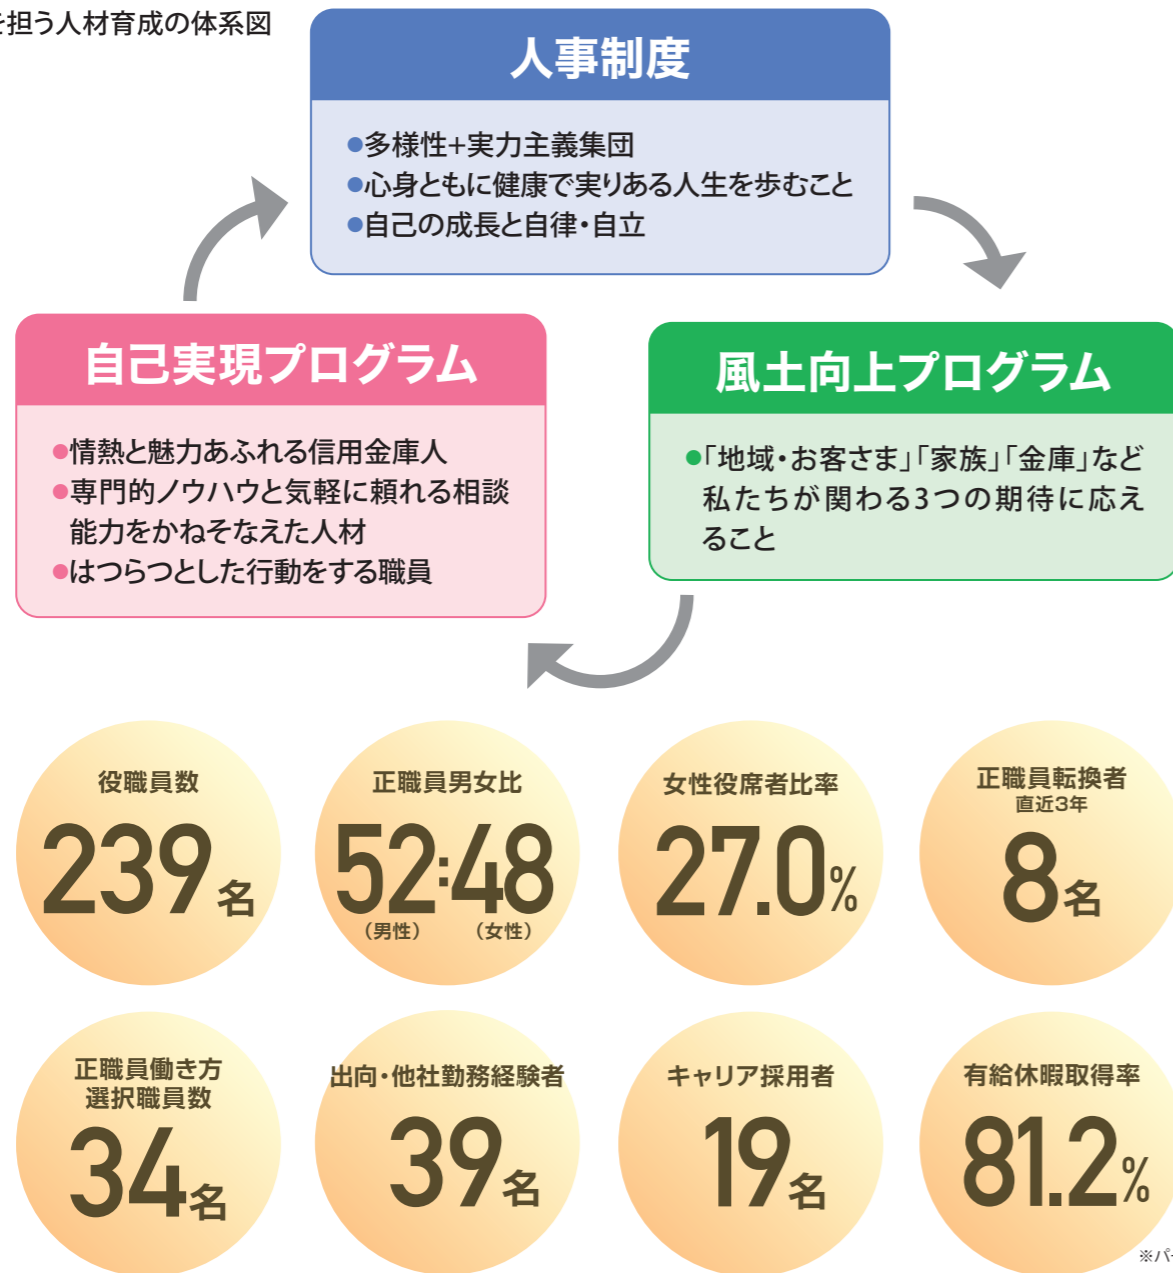 を担う人材育成の体系図
人事制度
●多様性+実力主義集団
●心身ともに健康で実りある人生を歩むこと
●自己の成長と自律・自立
自己実現プログラム
●情熱と魅力あふれる信用金庫人
●専門的ノウハウと気軽に頼れる相談
能力をかねそなえた人材
●はつらつとした行動をする職員
風土向上プログラム
●「地域・お客さま」「家族」「金庫」など
私たちが関わる3つの期待に応え
ること
役職員数
239名
正職員男女比
52:48
（男性） （女性）
女性役席者比率
27.0%
正職員転換者
直近3年
8名
正職員働き方
選択職員数
34名
出向・他社勤務経験者
39名
キャリア採用者
19名
有給休暇取得率
81.2%
※パ